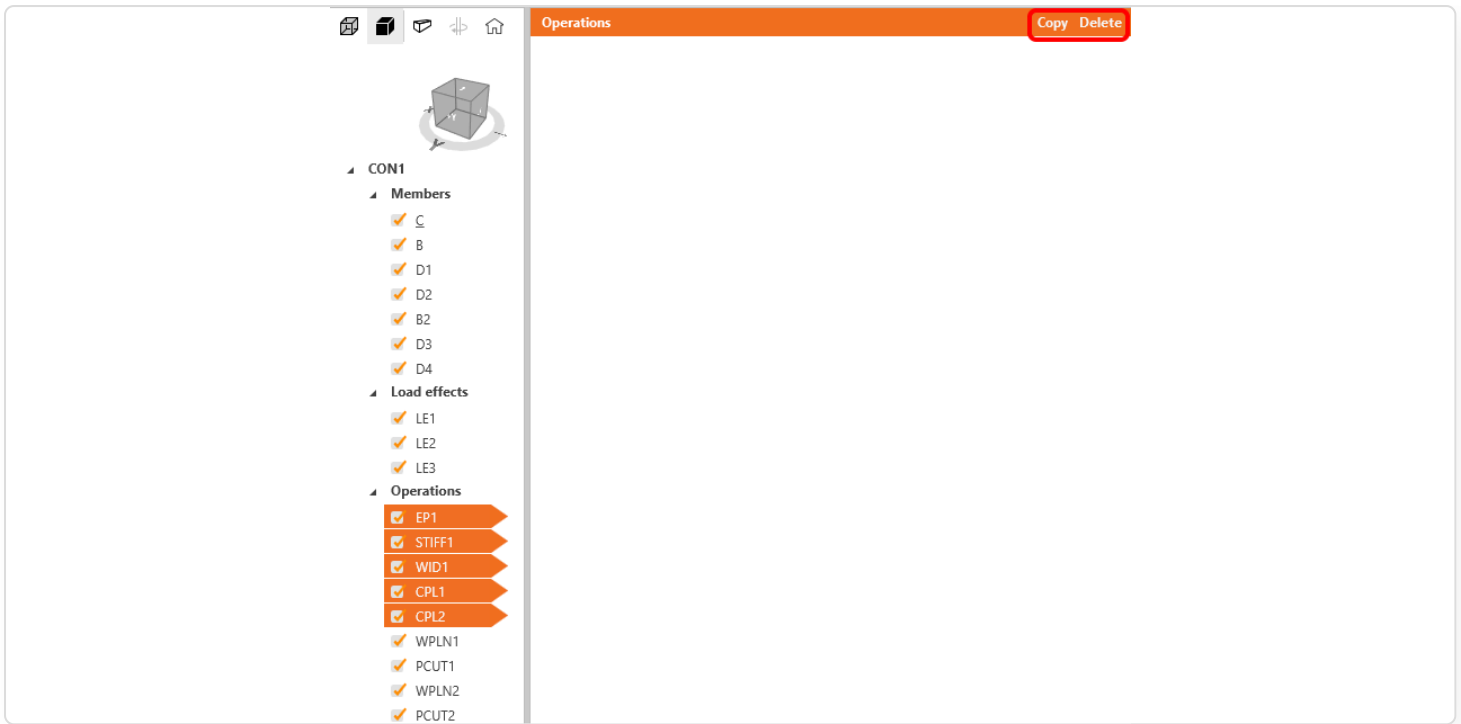 Operations Copy Delete
CON1
Members
C
B
D1
D2
B2
D3
D4
Load effects
LE1
LE2
LE3
Operations
EP1
STIFF1
WID1
CPL1
CPL2
WPLN1
PCUT1
WPLN2
PCUT2